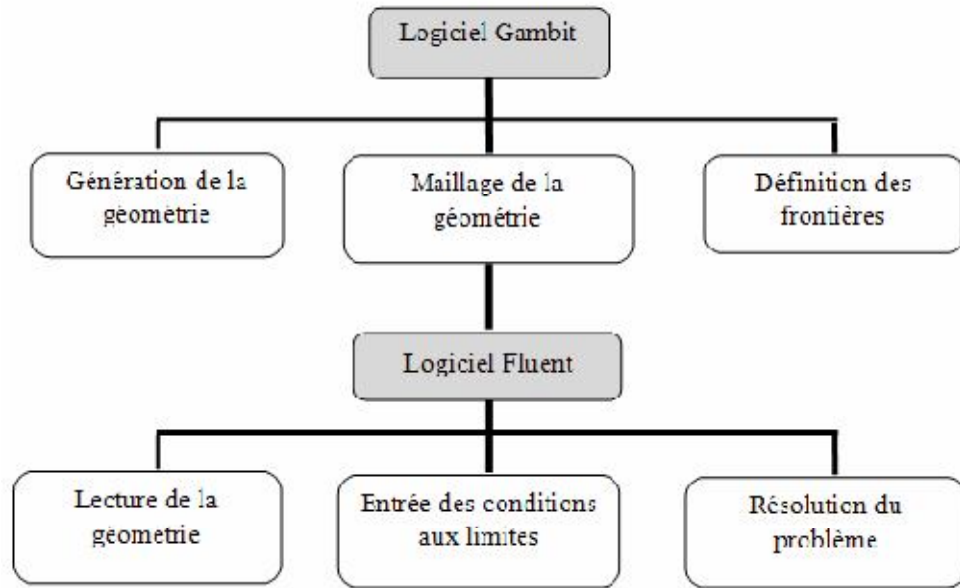 Logiciel Gambit
Génération de la
géométrie
Maillage de la
géométrie
Définition des
frontières
Logiciel Fluent
Lecture de la
géométrie
Entrée des conditions
aux limites
Résolution du
problème